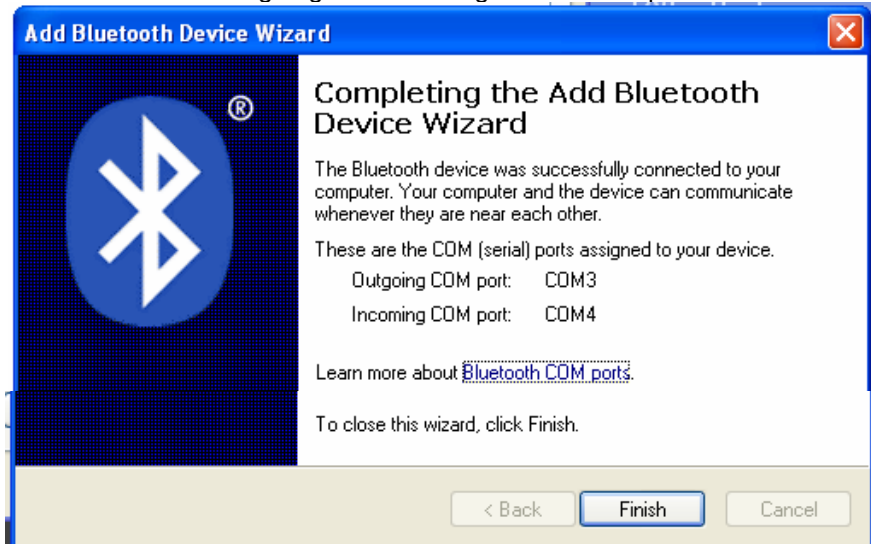 Add Bluetooth Device Wizard
®
Completing the Add Bluetooth
Device Wizard
The Bluetooth device was successfully connected to your
computer. Your computer and the device can communicate
whenever they are near each other.
These are the COM (serial) ports assigned to your device.
Outgoing COM port: COM3
Incoming COM port: COM4
Learn more about Bluetooth COM ports.
To close this wizard, click Finish.
< Back Finish Cancel